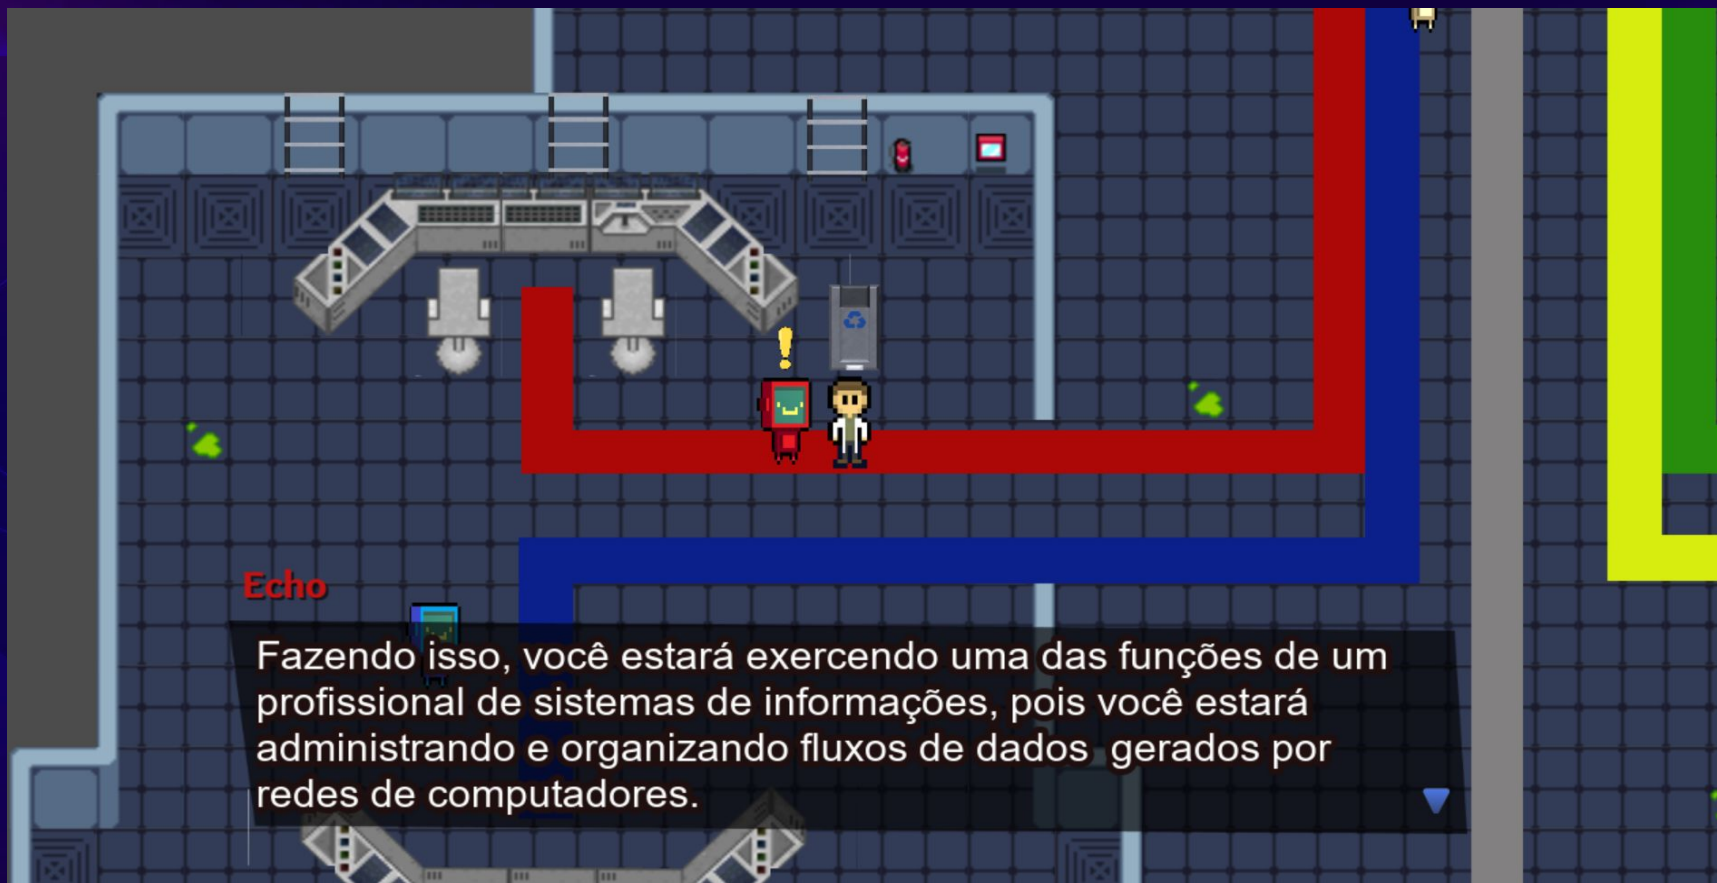 Echo
Fazendo isso, você estará exercendo uma das funções de um
profissional de sistemas de informações, pois você estará
administrando e organizando fluxos de dados  gerados por
redes de computadores.